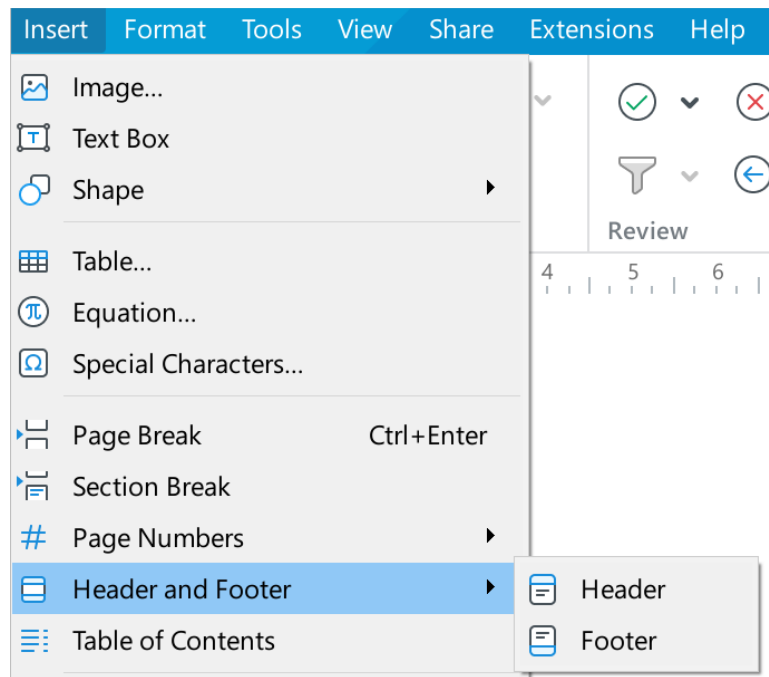 Insert Format Tools View Share Extensions Help
Image...
Text Box
Shape
Review
Table...
4 5 6
Equation...
Special Characters...
Page Break Ctrl+Enter
Section Break
Page Numbers
Header and Footer
Header
Table of Contents
Footer